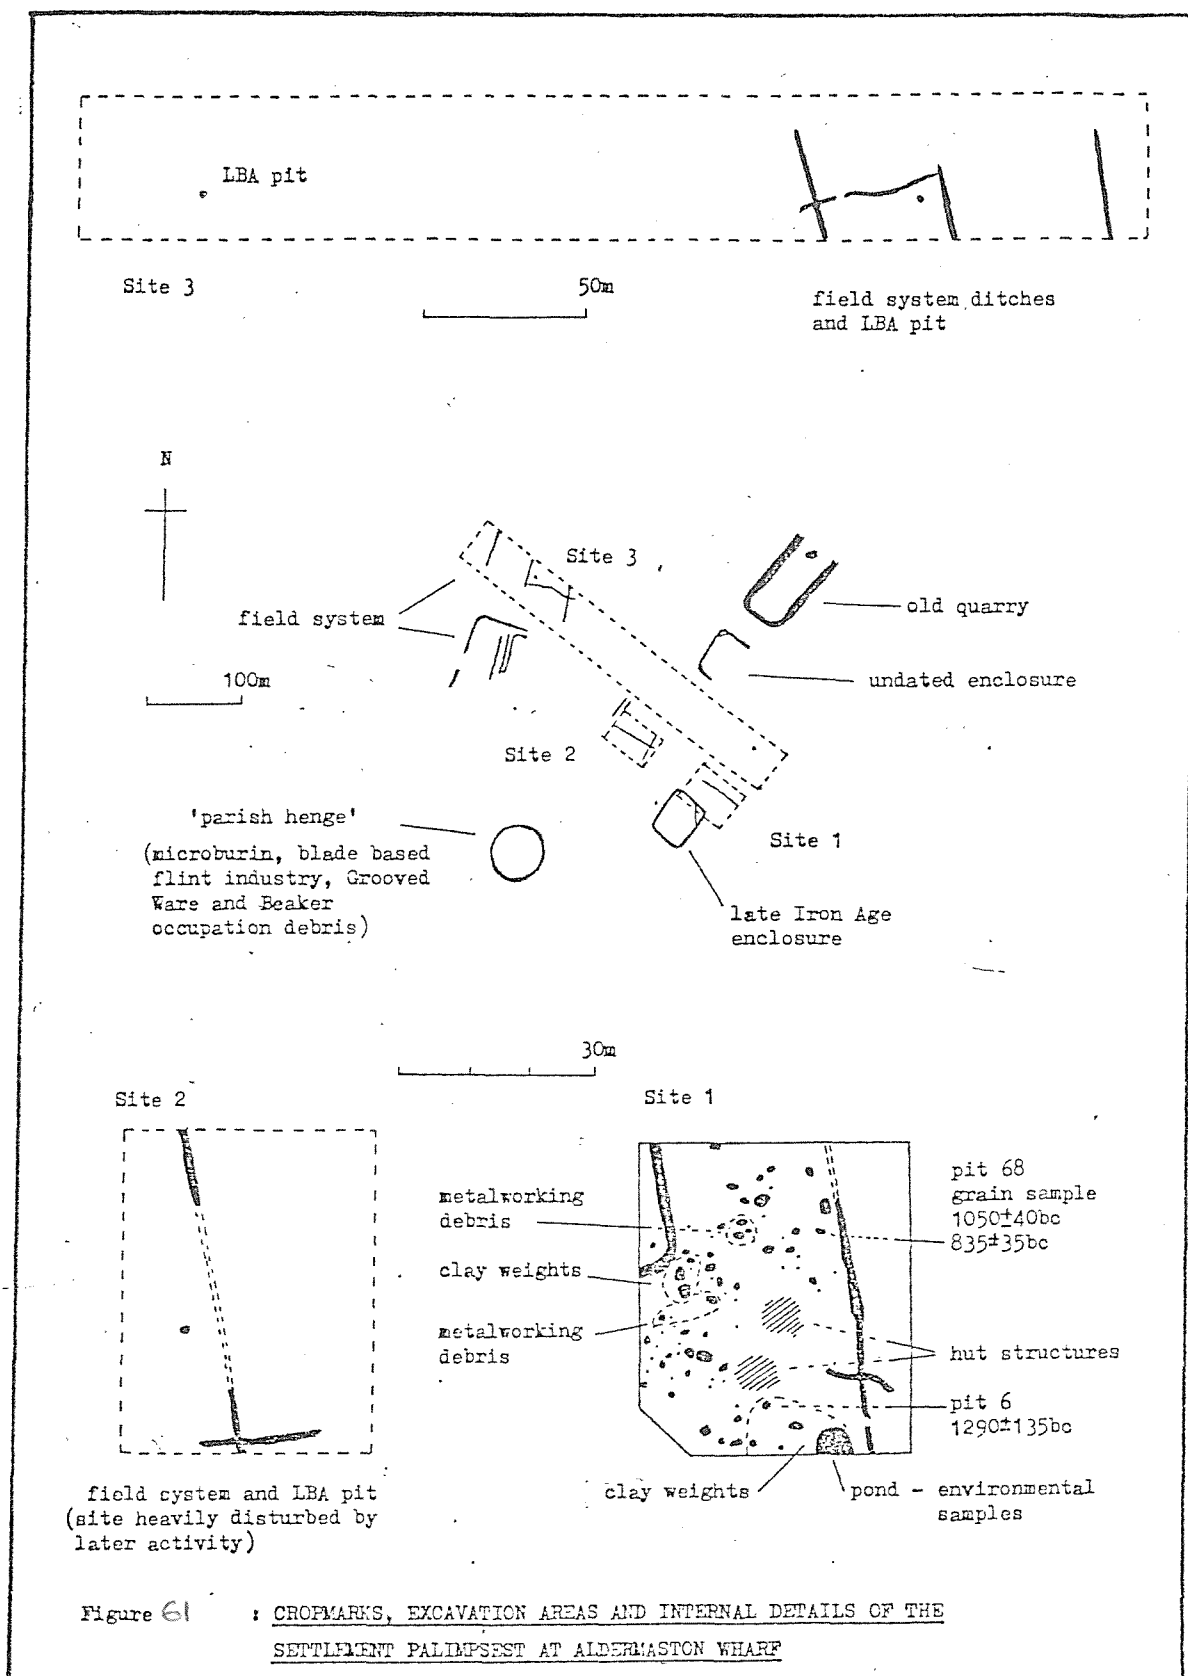 LBA pit
Site 3
50m
field system ditches
and LBA pit
N
Site 3
field system
old quarry
100m
undated enclosure
Site 2
'parish henge'
(microburin, blade based
flint industry, Grooved
Ware and Beaker
occupation debris)
Site 1
late Iron Age
enclosure
30m
Site 2
Site 1
metalworking
debris
clay weights
metalworking
debris
pit 68
grain sample
1050±40bc
835±35bc
hut structures
pit 6
1290±135bc
clay weights
pond - environmental
samples
field system and LBA pit
(site heavily disturbed by
later activity)
Figure 61 : CROPMARKS, EXCAVATION AREAS AND INTERNAL DETAILS OF THE
SETTLEMENT PALIMPSEST AT ALDERMASTON WHARF